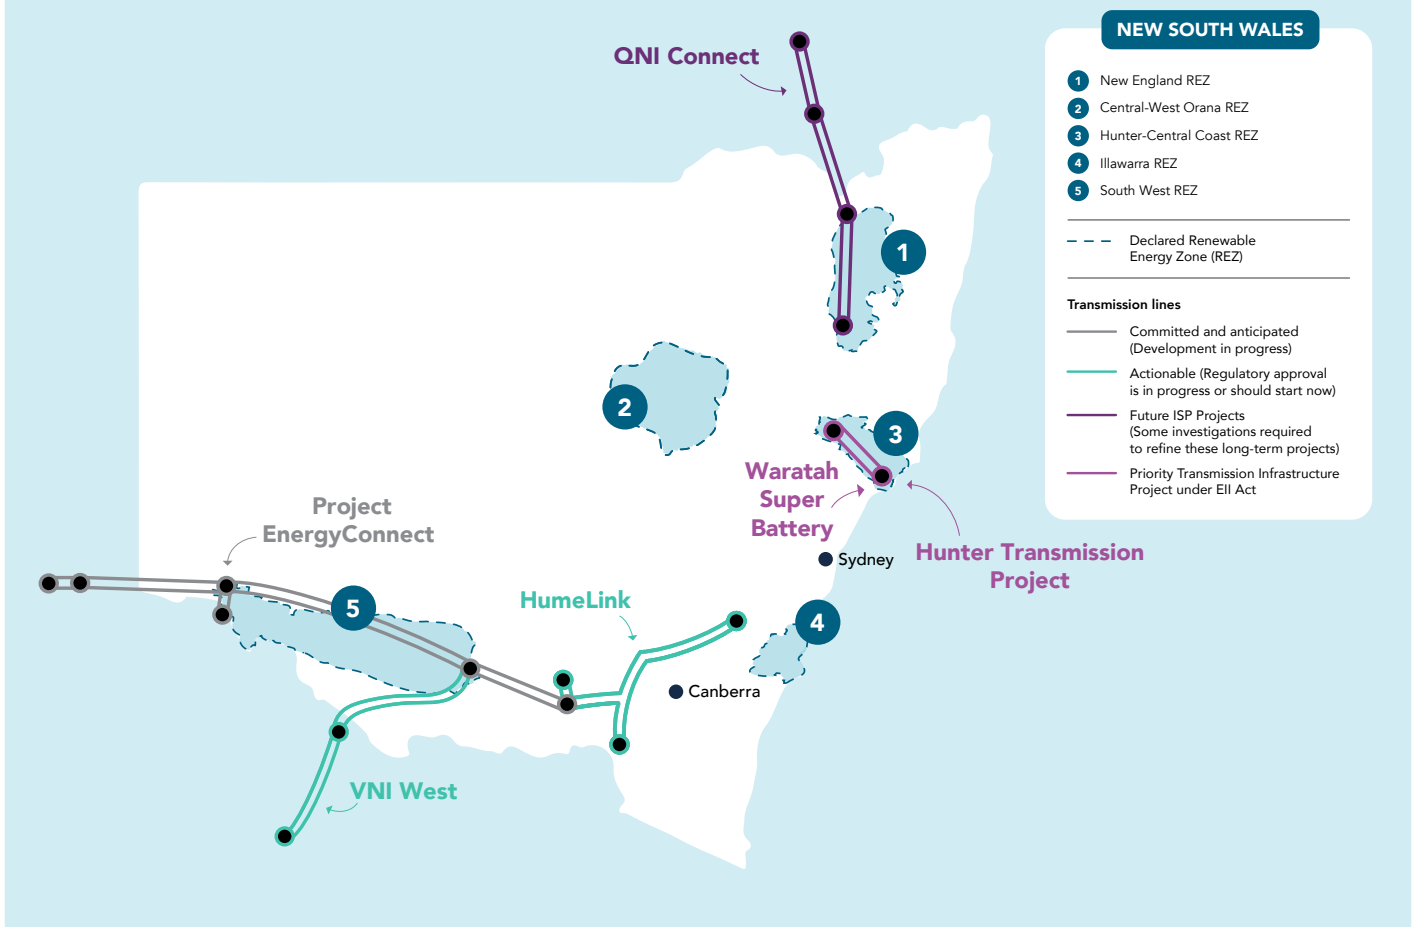 NEW SOUTH WALES
1 New England REZ
2 Central-West Orana REZ
3 Hunter-Central Coast REZ
4 Illawarra REZ
5 South West REZ
Declared Renewable
Energy Zone (REZ)
Transmission lines
Committed and anticipated
(Development in progress)
Actionable (Regulatory approval
is in progress or should start now)
Future ISP Projects
(Some investigations required
to refine these long-term projects)
Priority Transmission Infrastructure
Project under EII Act
QNI Connect
1
2
3
Waratah
Super
Battery
Project
EnergyConnect
Sydney
Hunter Transmission
Project
5
HumeLink
4
Canberra
VNI West